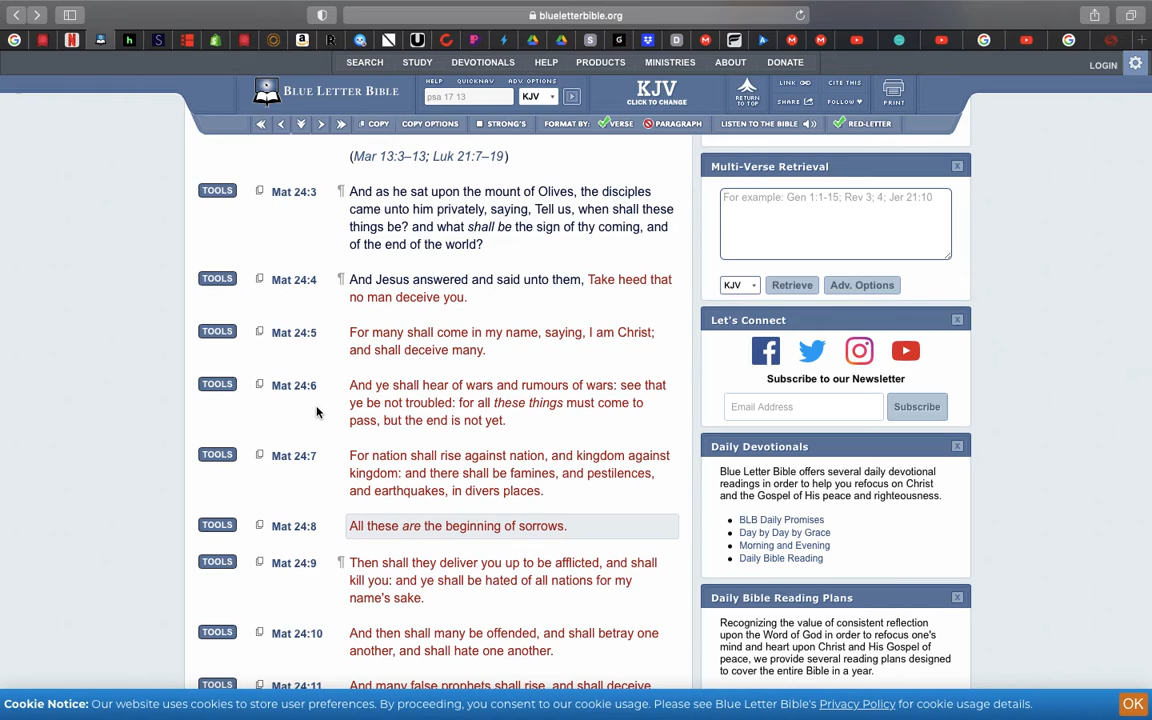 blueletterbible.org
SEARCH STUDY DEVOTIONALS HELP PRODUCTS MINISTRIES ABOUT DONATE
LOGIN
BLUE LETTER BIBLE
HELP QUICKNAV ADV. OPTIONS
psa 17 13
KJV
KJV
CLICK TO CHANGE
RETURN
TO TOP
LINK
CITE THIS
SHARE
FOLLOW
PRINT
COPY COPY OPTIONS STRONG'S FORMAT BY: VERSE PARAGRAPH LISTEN TO THE BIBLE RED-LETTER
(Mar 13:3–13; Luk 21:7–19)
TOOLS Mat 24:3 ¶ And as he sat upon the mount of Olives, the disciples
came unto him privately, saying, Tell us, when shall these
things be? and what shall be the sign of thy coming, and
of the end of the world?
TOOLS Mat 24:4 ¶ And Jesus answered and said unto them, Take heed that
no man deceive you.
TOOLS Mat 24:5 For many shall come in my name, saying, I am Christ;
and shall deceive many.
TOOLS Mat 24:6 And ye shall hear of wars and rumours of wars: see that
ye be not troubled: for all these things must come to
pass, but the end is not yet.
TOOLS Mat 24:7 For nation shall rise against nation, and kingdom against
kingdom: and there shall be famines, and pestilences,
and earthquakes, in divers places.
TOOLS Mat 24:8 All these are the beginning of sorrows.
TOOLS Mat 24:9 ¶ Then shall they deliver you up to be afflicted, and shall
kill you: and ye shall be hated of all nations for my
name's sake.
TOOLS Mat 24:10 And then shall many be offended, and shall betray one
another, and shall hate one another.
TOOLS Mat 24:11 And many false prophets shall rise, and shall deceive
Multi-Verse Retrieval
For example: Gen 1:1-15; Rev 3; 4; Jer 21:10
KJV Retrieve Adv. Options
Let's Connect
Subscribe to our Newsletter
Email Address Subscribe
Daily Devotionals
Blue Letter Bible offers several daily devotional
readings in order to help you refocus on Christ
and the Gospel of His peace and righteousness.
BLB Daily Promises
Day by Day by Grace
Morning and Evening
Daily Bible Reading
Daily Bible Reading Plans
Recognizing the value of consistent reflection
upon the Word of God in order to refocus one's
mind and heart upon Christ and His Gospel of
peace, we provide several reading plans designed
to cover the entire Bible in a year.
Cookie Notice: Our website uses cookies to store user preferences. By proceeding, you consent to our cookie usage. Please see Blue Letter Bible's Privacy Policy for cookie usage details.
OK